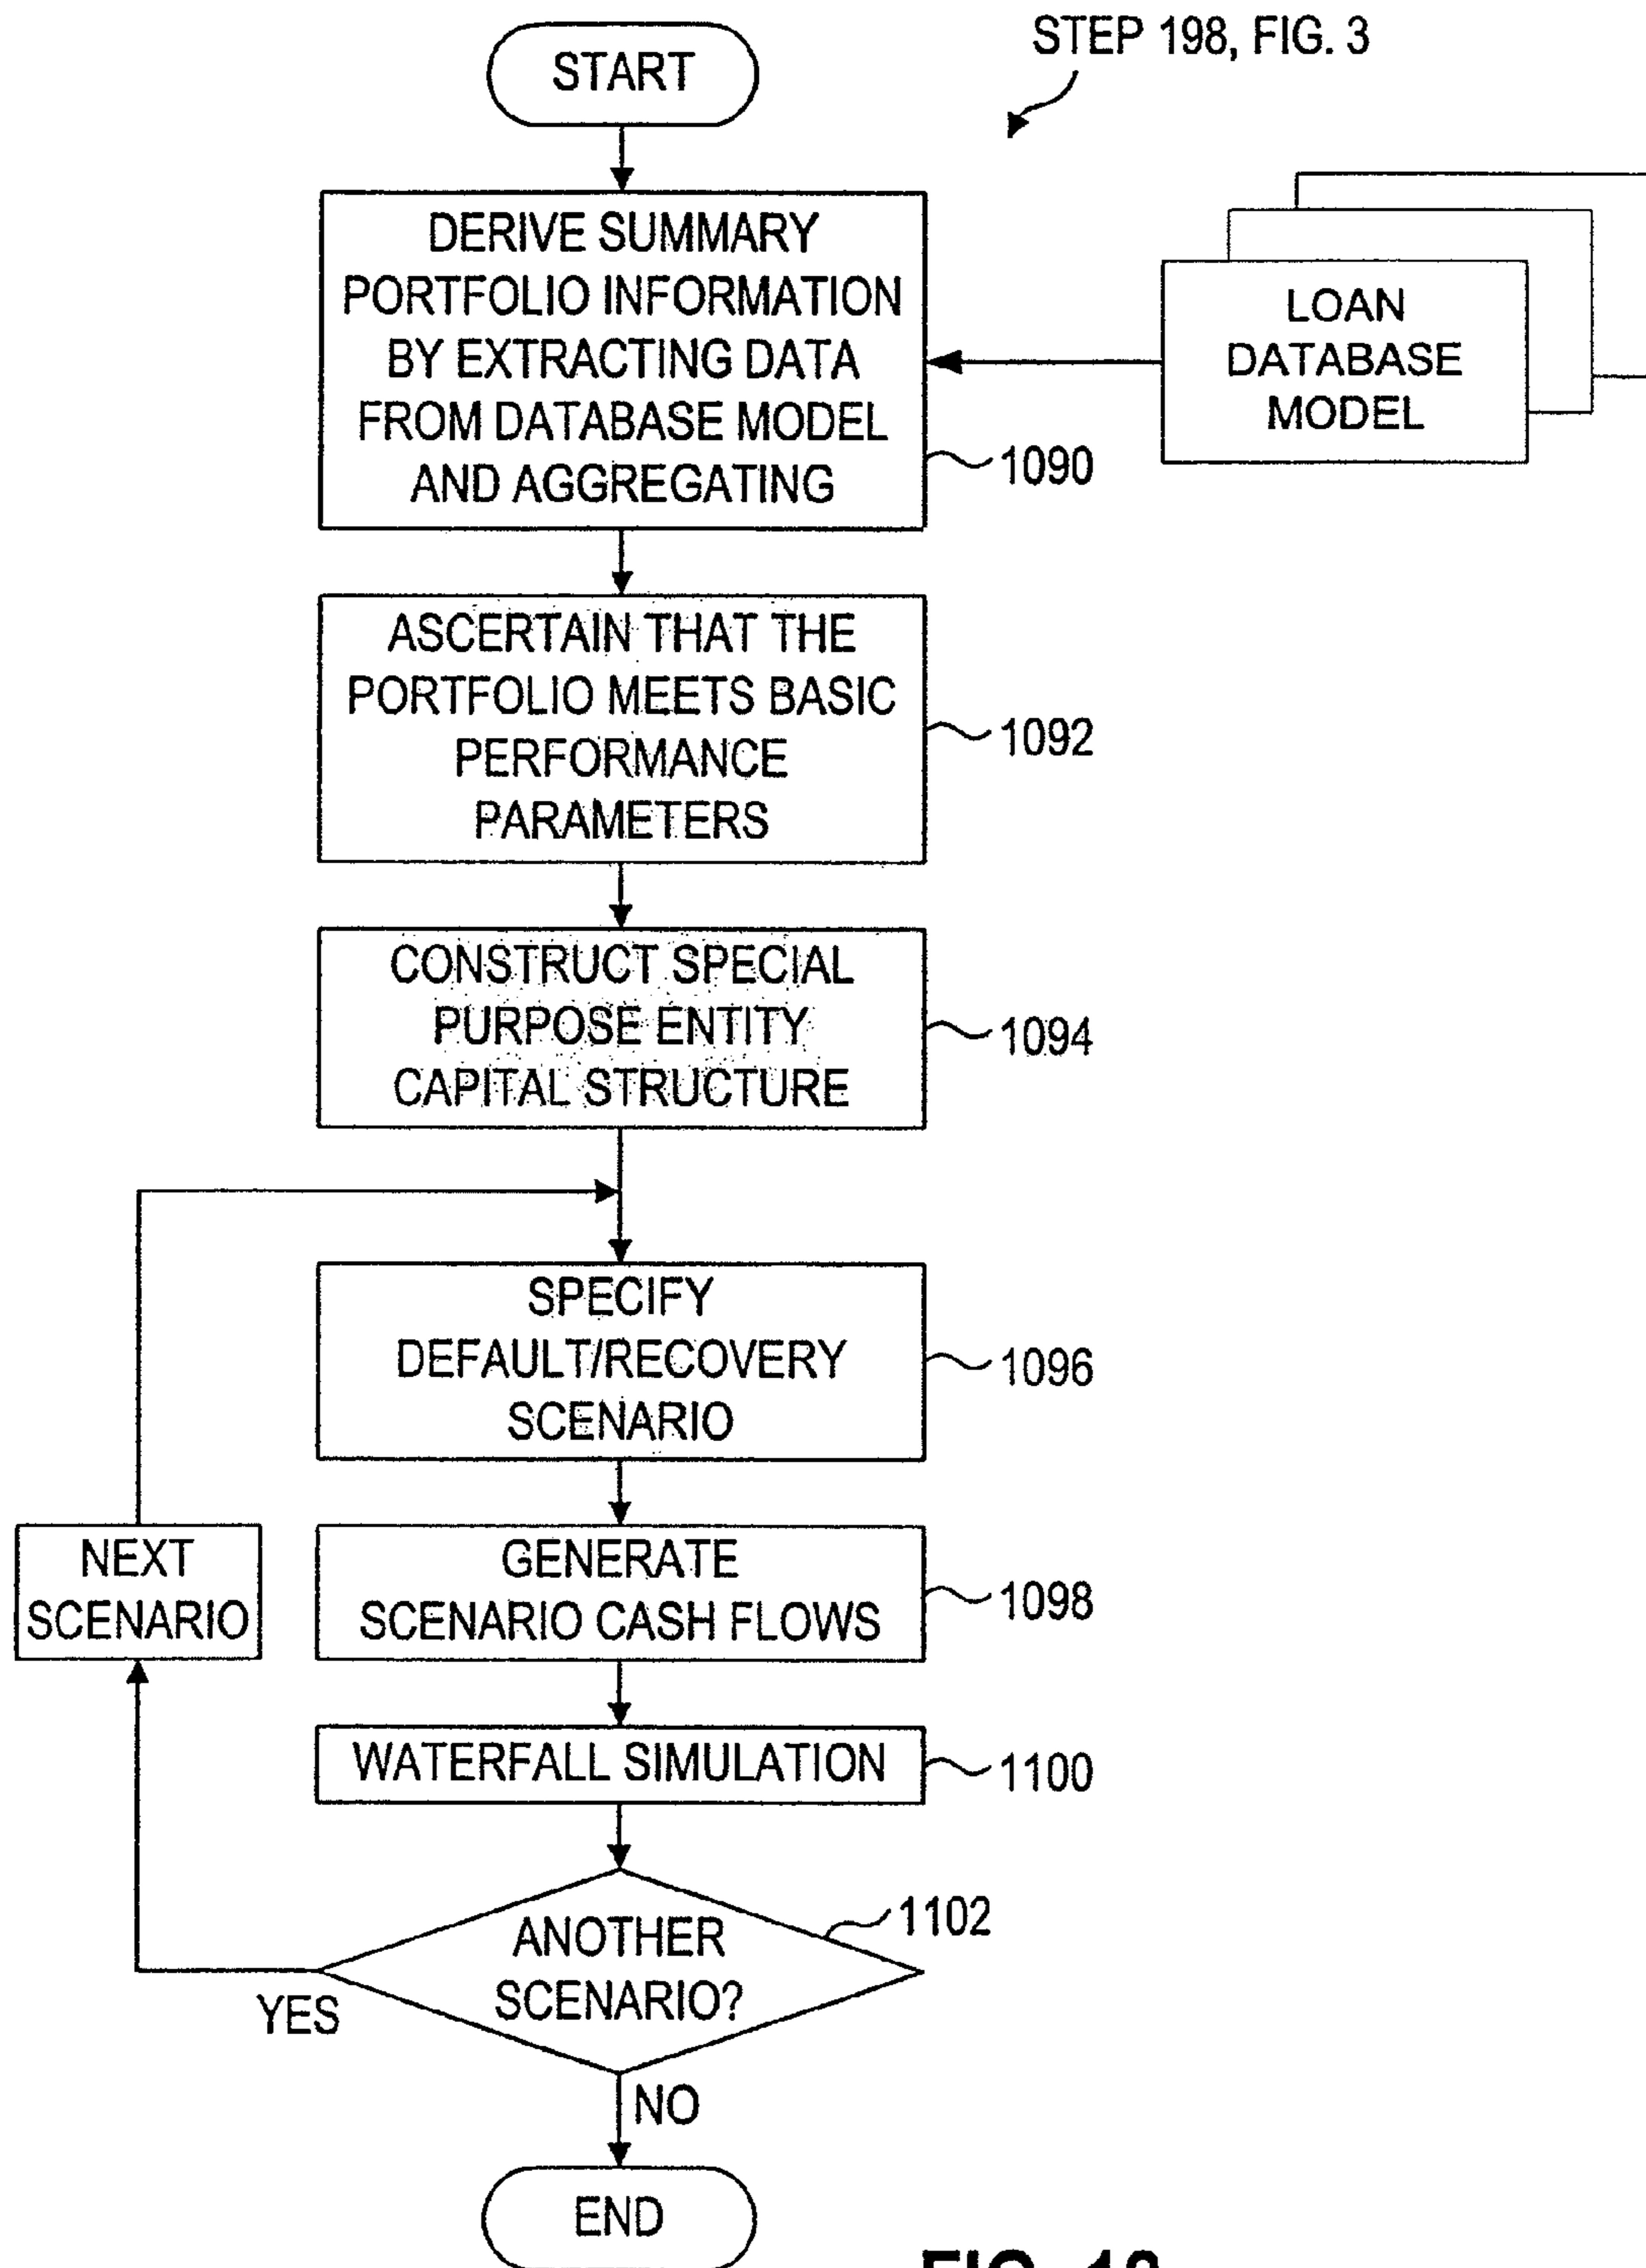 STEP 198, FIG. 3
START
DERIVE SUMMARY
PORTFOLIO INFORMATION
BY EXTRACTING DATA
FROM DATABASE MODEL
AND AGGREGATING
1090
LOAN
DATABASE
MODEL
ASCERTAIN THAT THE
PORTFOLIO MEETS BASIC
PERFORMANCE
PARAMETERS
1092
CONSTRUCT SPECIAL
PURPOSE ENTITY
CAPITAL STRUCTURE
1094
SPECIFY
DEFAULT/RECOVERY
SCENARIO
1096
NEXT
SCENARIO
GENERATE
SCENARIO CASH FLOWS
1098
WATERFALL SIMULATION
1100
ANOTHER
SCENARIO?
1102
YES
NO
END